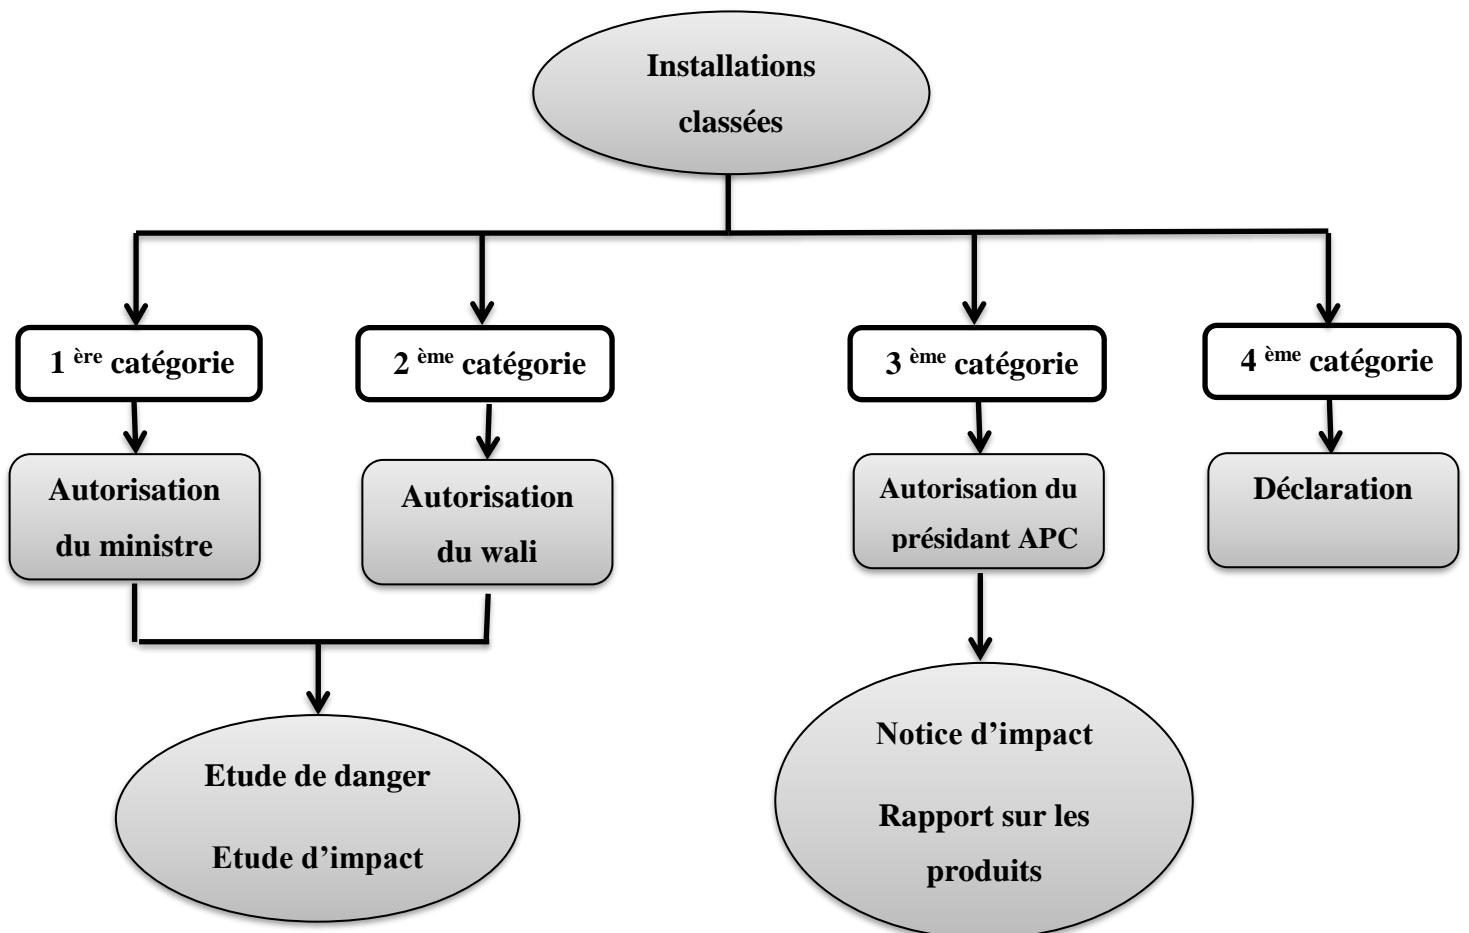 Installations
classées
1 ère catégorie
2 ème catégorie
3 ème catégorie
4 ème catégorie
Autorisation
du ministre
Autorisation
du wali
Autorisation du
présidant APC
Déclaration
Etude de danger
Etude d’impact
Notice d’impact
Rapport sur les
produits